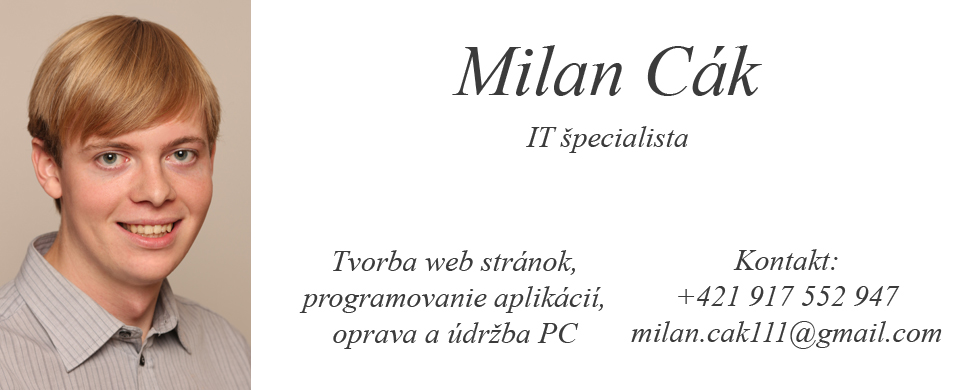 Milan Cák
IT špecialista
Tvorba web stránok,
programovanie aplikácií,
oprava a údržba PC
Kontakt:
+421 917 552 947
milan.cak111@gmail.com